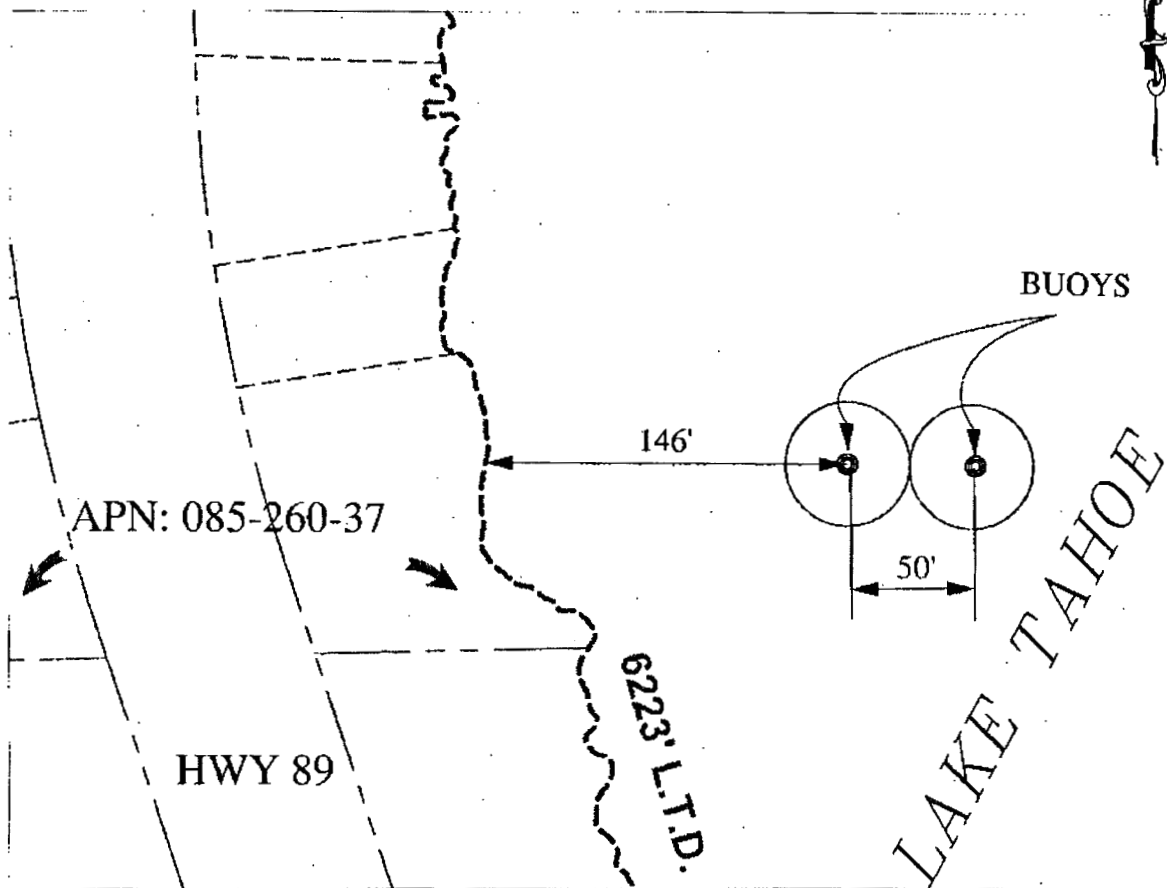 BUOYS
146'
APN: 085-260-37
50'
LAKE TAHOE
6223' L.T.D.
HWY 89